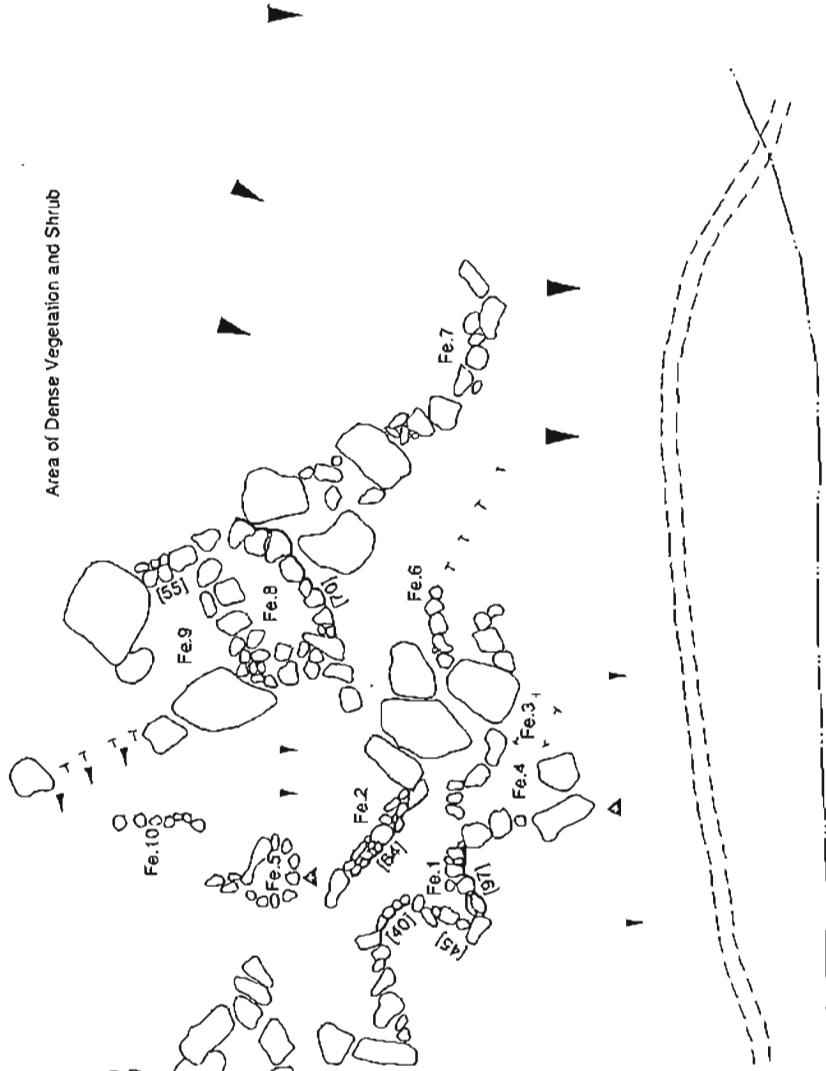 Area of Dense Vegetation and Shrub
Fe.7
[55]
Fe.9
Fe.8
[70]
Fe.6
Fe.3
Fe.4
Fe.2
[64]
Fe.10
Fe.5
Fe.1
[97]
[40]
[45]